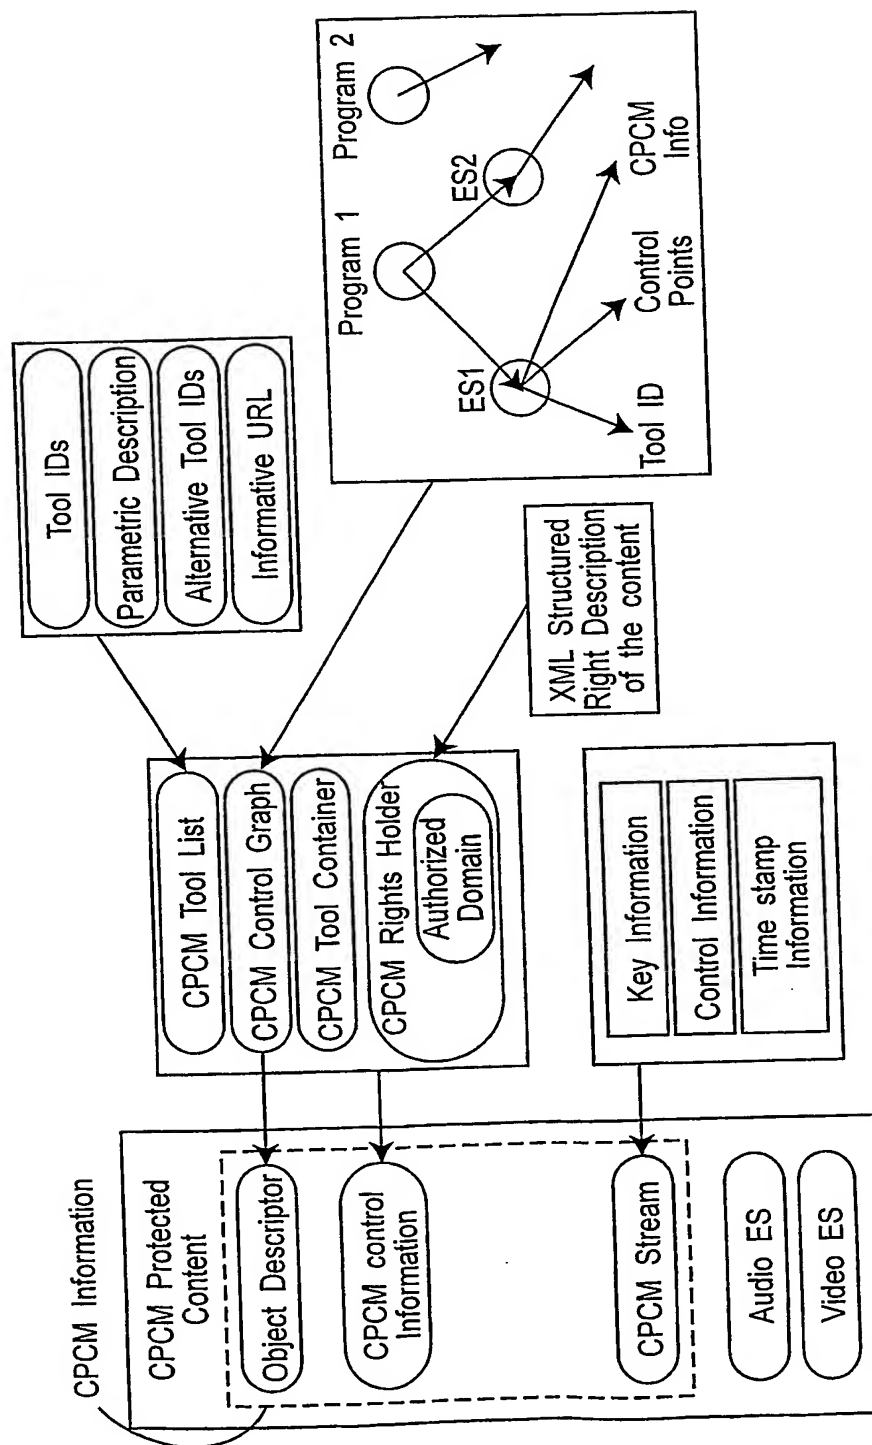 CPCM Information
CPCM Protected
Content
Object Descriptor
CPCM control
Information
CPCM Stream
Audio ES
Video ES
CPCM Tool List
CPCM Control Graph
CPCM Tool Container
CPCM Rights Holder
Authorized
Domain
Key Information
Control Information
Time stamp
Information
Tool IDs
Parametric Description
Alternative Tool IDs
Informative URL
XML Structured
Right Description
of the content
Program 1
Program 2
ES1
ES2
Tool ID
Control
Points
CPCM
Info